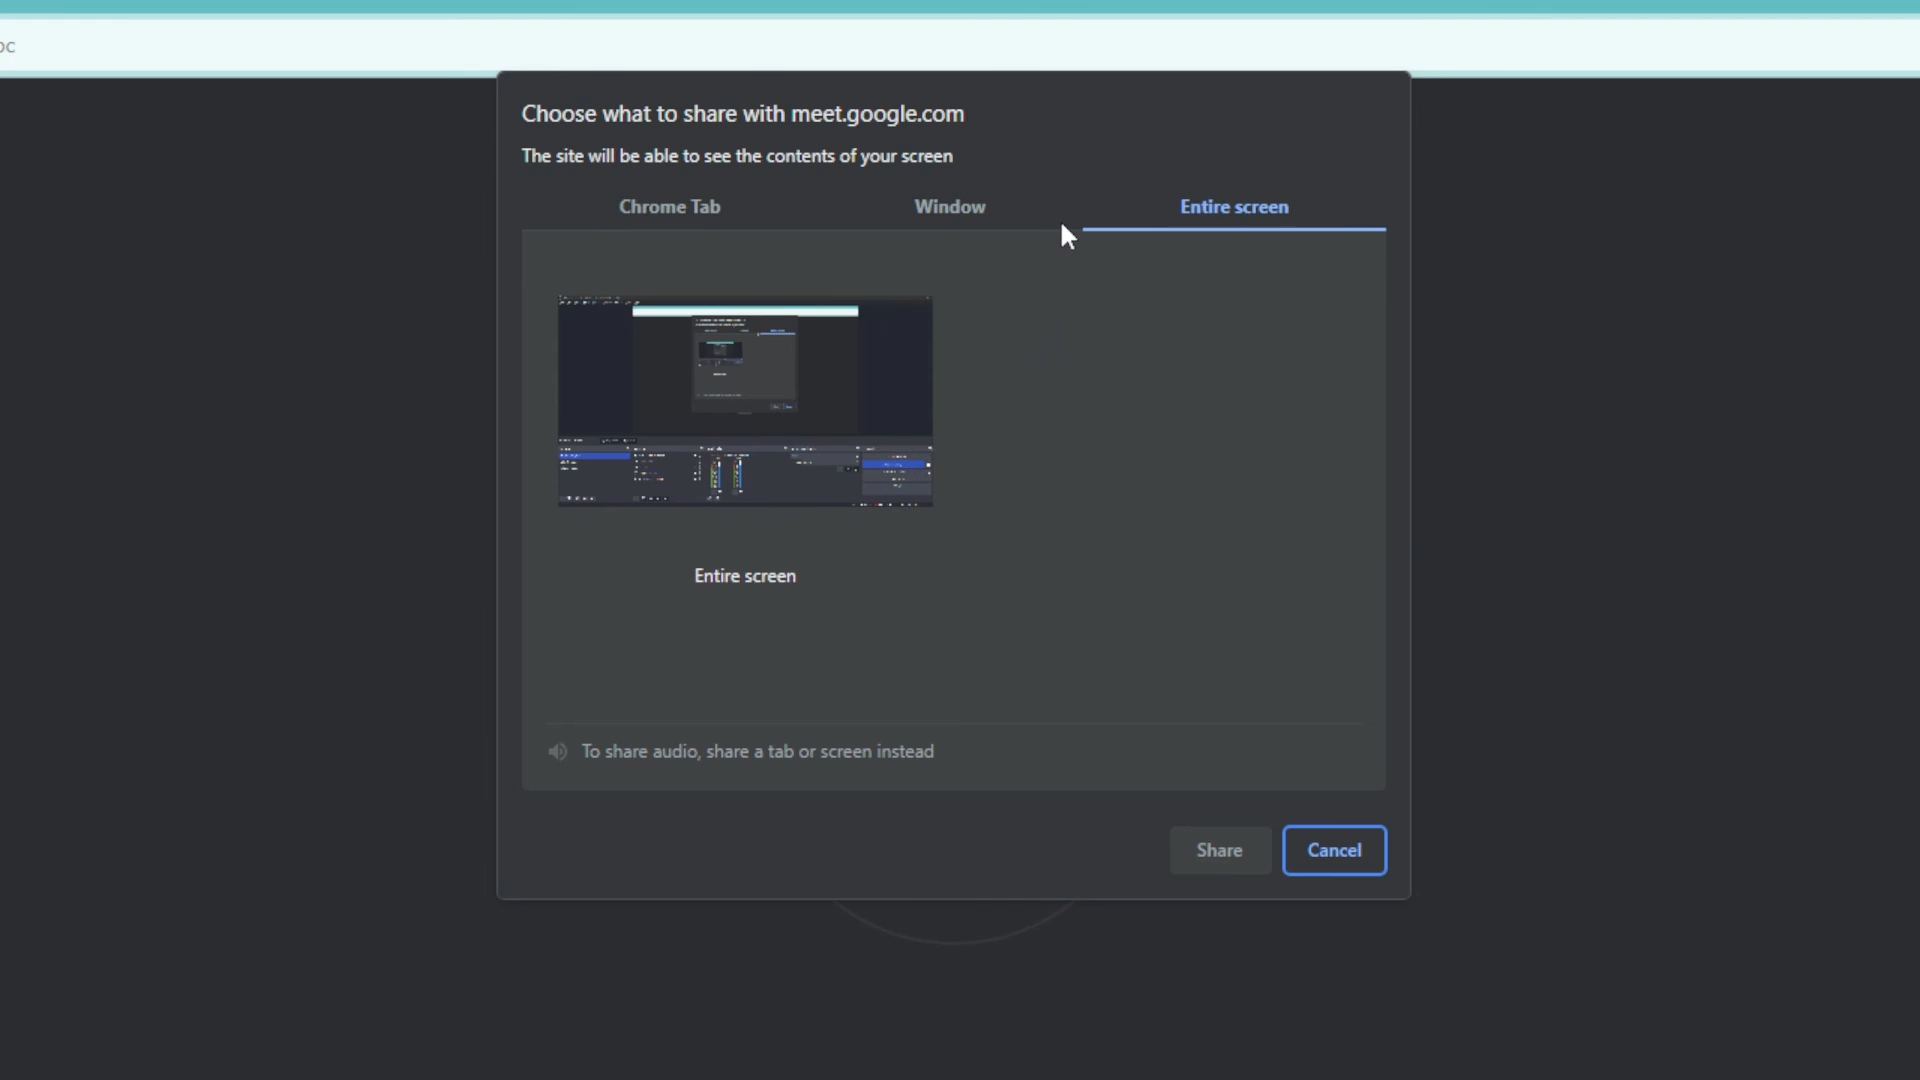 oc
Choose what to share with meet.google.com
The site will be able to see the contents of your screen
Chrome Tab
Window
Entire screen
Entire screen
To share audio, share a tab or screen instead
Share
Cancel